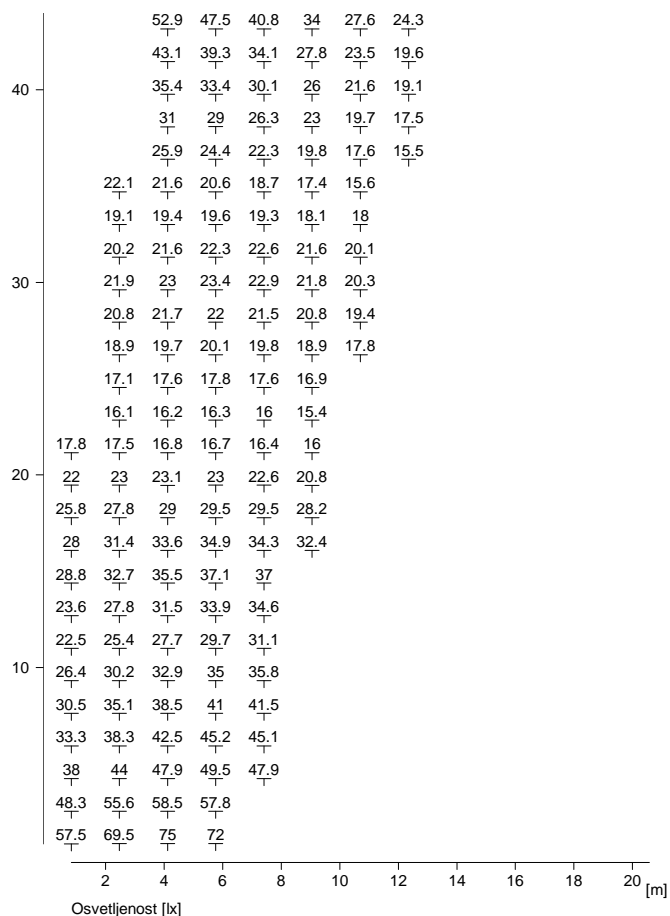 52.9 47.5 40.8 34 27.6 24.3
43.1 39.3 34.1 27.8 23.5 19.6
40 35.4 33.4 30.1 26 21.6 19.1
31 29 26.3 23 19.7 17.5
25.9 24.4 22.3 19.8 17.6 15.5
22.1 21.6 20.6 18.7 17.4 15.6
19.1 19.4 19.6 19.3 18.1 18
20.2 21.6 22.3 22.6 21.6 20.1
30 21.9 23 23.4 22.9 21.8 20.3
20.8 21.7 22 21.5 20.8 19.4
18.9 19.7 20.1 19.8 18.9 17.8
17.1 17.6 17.8 17.6 16.9
16.1 16.2 16.3 16 15.4
17.8 17.5 16.8 16.7 16.4 16
20 22 23 23.1 23 22.6 20.8
25.8 27.8 29 29.5 29.5 28.2
28 31.4 33.6 34.9 34.3 32.4
28.8 32.7 35.5 37.1 37
23.6 27.8 31.5 33.9 34.6
22.5 25.4 27.7 29.7 31.1
10 26.4 30.2 32.9 35 35.8
30.5 35.1 38.5 41 41.5
33.3 38.3 42.5 45.2 45.1
38 44 47.9 49.5 47.9
48.3 55.6 58.5 57.8
57.5 69.5 75 72
2 4 6 8 10 12 14 16 18 20 [m]
Osvetljenost [lx]